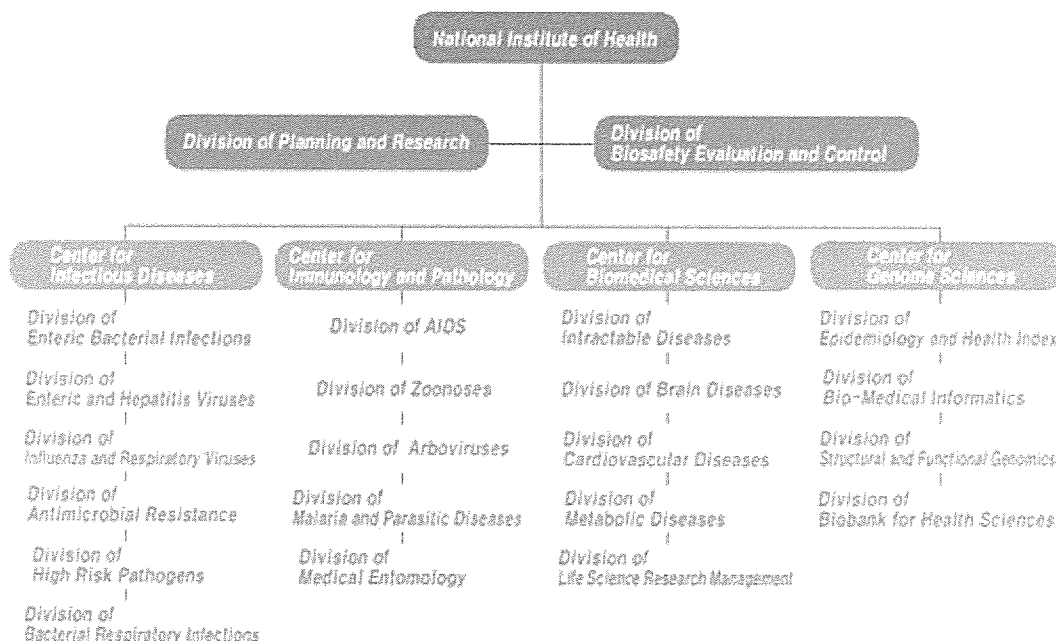 National Institute of Health
Division of Planning and Research
Division of
Biosafety Evaluation and Control
Center for
Infectious Diseases
Division of
Enteric Bacterial Infections
Division of
Enteric and Hepatitis Viruses
Division of
Influenza and Respiratory Viruses
Division of
Antimicrobial Resistance
Division of
High Risk Pathogens
Division of
Bacterial Respiratory Infections
Center for
Immunology and Pathology
Division of AIDS
Division of Zoonoses
Division of Arboviruses
Division of
Malaria and Parasitic Diseases
Division of
Medical Entomology
Center for
Biomedical Sciences
Division of
Intractable Diseases
Division of Brain Diseases
Division of
Cardiovascular Diseases
Division of
Metabolic Diseases
Division of
Life Science Research Management
Center for
Genome Sciences
Division of
Epidemiology and Health Index
Division of
Bio-Medical Informatics
Division of
Structural and Functional Genomics
Division of
Biobank for Health Sciences